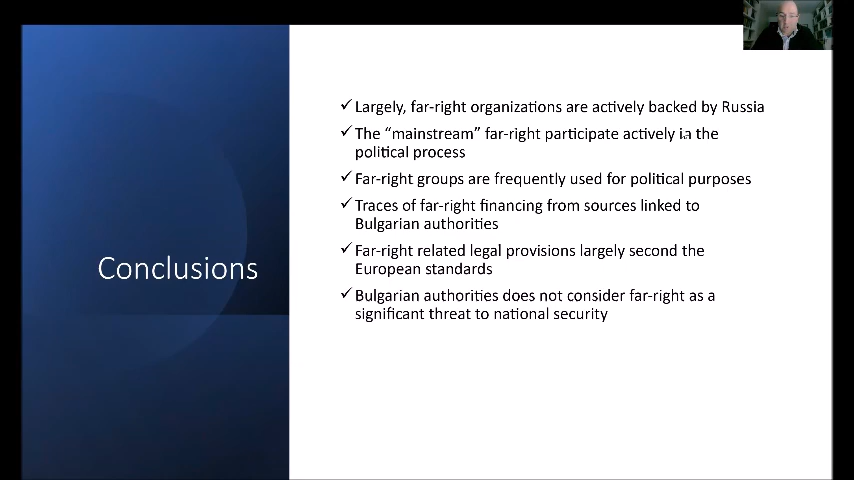 Conclusions
✓Largely, far-right organizations are actively backed by Russia
✓The “mainstream” far-right participate actively in the
political process
✓Far-right groups are frequently used for political purposes
✓Traces of far-right financing from sources linked to
Bulgarian authorities
✓Far-right related legal provisions largely second the
European standards
✓Bulgarian authorities does not consider far-right as a
significant threat to national security